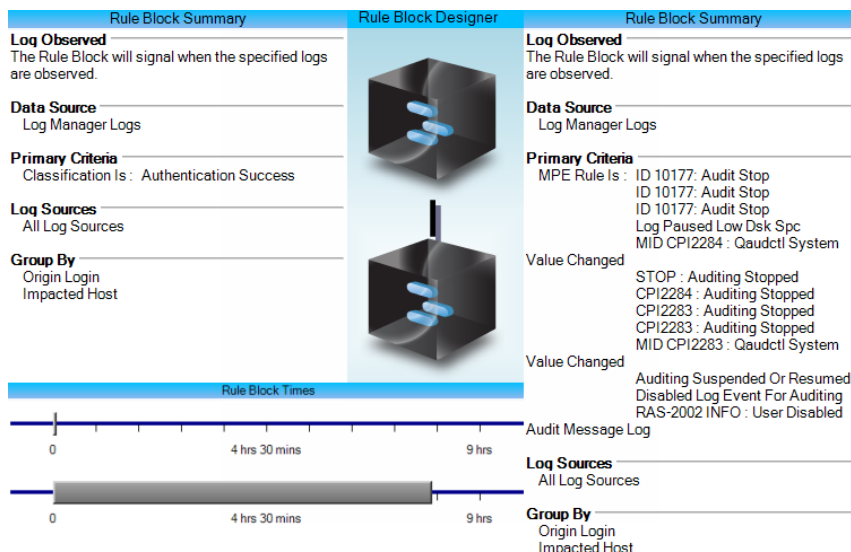 Rule Block Summary
Log Observed
The Rule Block will signal when the specified logs
are observed.
Data Source
Log Manager Logs
Primary Criteria
Classification Is : Authentication Success
Log Sources
All Log Sources
Group By
Origin Login
Impacted Host
Rule Block Designer
Rule Block Times
0
4 hrs 30 mins
9 hrs
0
4 hrs 30 mins
9 hrs
Rule Block Summary
Log Observed
The Rule Block will signal when the specified logs
are observed.
Data Source
Log Manager Logs
Primary Criteria
MPE Rule Is : ID 10177: Audit Stop
ID 10177: Audit Stop
ID 10177: Audit Stop
Log Paused Low Dsk Spc
MID CPI2284 : Qaudctl System
Value Changed
STOP : Auditing Stopped
CPI2284 : Auditing Stopped
CPI2283 : Auditing Stopped
CPI2283 : Auditing Stopped
MID CPI2283 : Qaudctl System
Value Changed
Auditing Suspended Or Resumed
Disabled Log Event For Auditing
RAS-2002 INFO : User Disabled
Audit Message Log
Log Sources
All Log Sources
Group By
Origin Login
Impacted Host